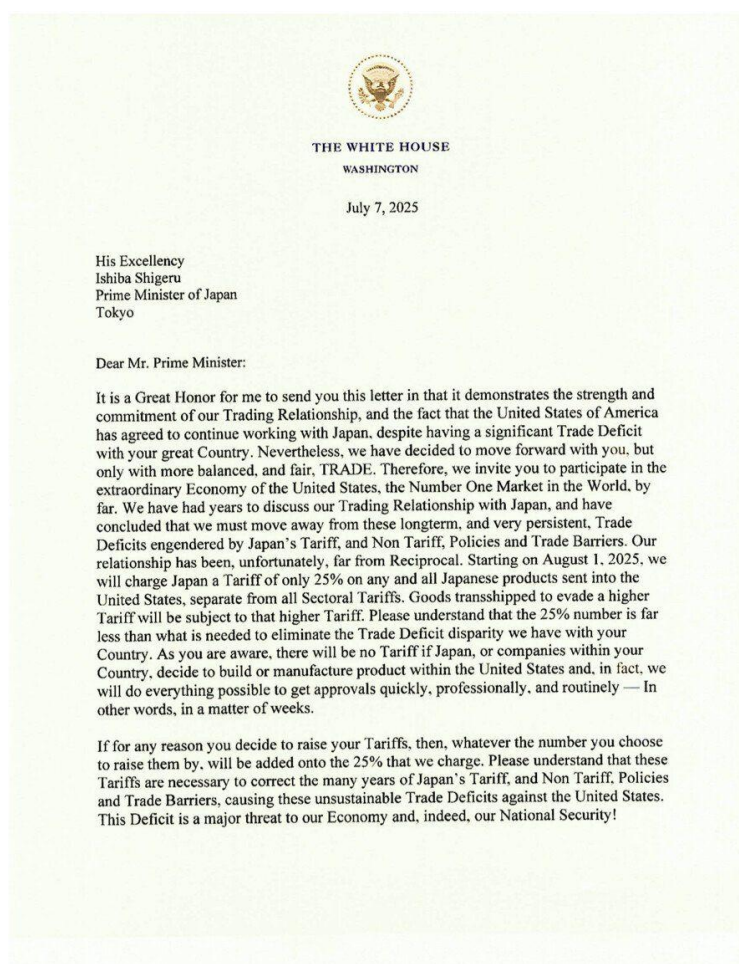 THE WHITE HOUSE
WASHINGTON
July 7, 2025
His Excellency
Ishiba Shigeru
Prime Minister of Japan
Tokyo
Dear Mr. Prime Minister:
It is a Great Honor for me to send you this letter in that it demonstrates the strength and
commitment of our Trading Relationship, and the fact that the United States of America
has agreed to continue working with Japan, despite having a significant Trade Deficit
with your great Country. Nevertheless, we have decided to move forward with you, but
only with more balanced, and fair, TRADE. Therefore, we invite you to participate in the
extraordinary Economy of the United States, the Number One Market in the World, by
far. We have had years to discuss our Trading Relationship with Japan, and have
concluded that we must move away from these longterm, and very persistent, Trade
Deficits engendered by Japan's Tariff, and Non Tariff, Policies and Trade Barriers. Our
relationship has been, unfortunately, far from Reciprocal. Starting on August 1, 2025, we
will charge Japan a Tariff of only 25% on any and all Japanese products sent into the
United States, separate from all Sectoral Tariffs. Goods transshipped to evade a higher
Tariff will be subject to that higher Tariff. Please understand that the 25% number is far
less than what is needed to eliminate the Trade Deficit disparity we have with your
Country. As you are aware, there will be no Tariff if Japan, or companies within your
Country, decide to build or manufacture product within the United States and, in fact, we
will do everything possible to get approvals quickly, professionally, and routinely — In
other words, in a matter of weeks.
If for any reason you decide to raise your Tariffs, then, whatever the number you choose
to raise them by, will be added onto the 25% that we charge. Please understand that these
Tariffs are necessary to correct the many years of Japan's Tariff, and Non Tariff, Policies
and Trade Barriers, causing these unsustainable Trade Deficits against the United States.
This Deficit is a major threat to our Economy and, indeed, our National Security!